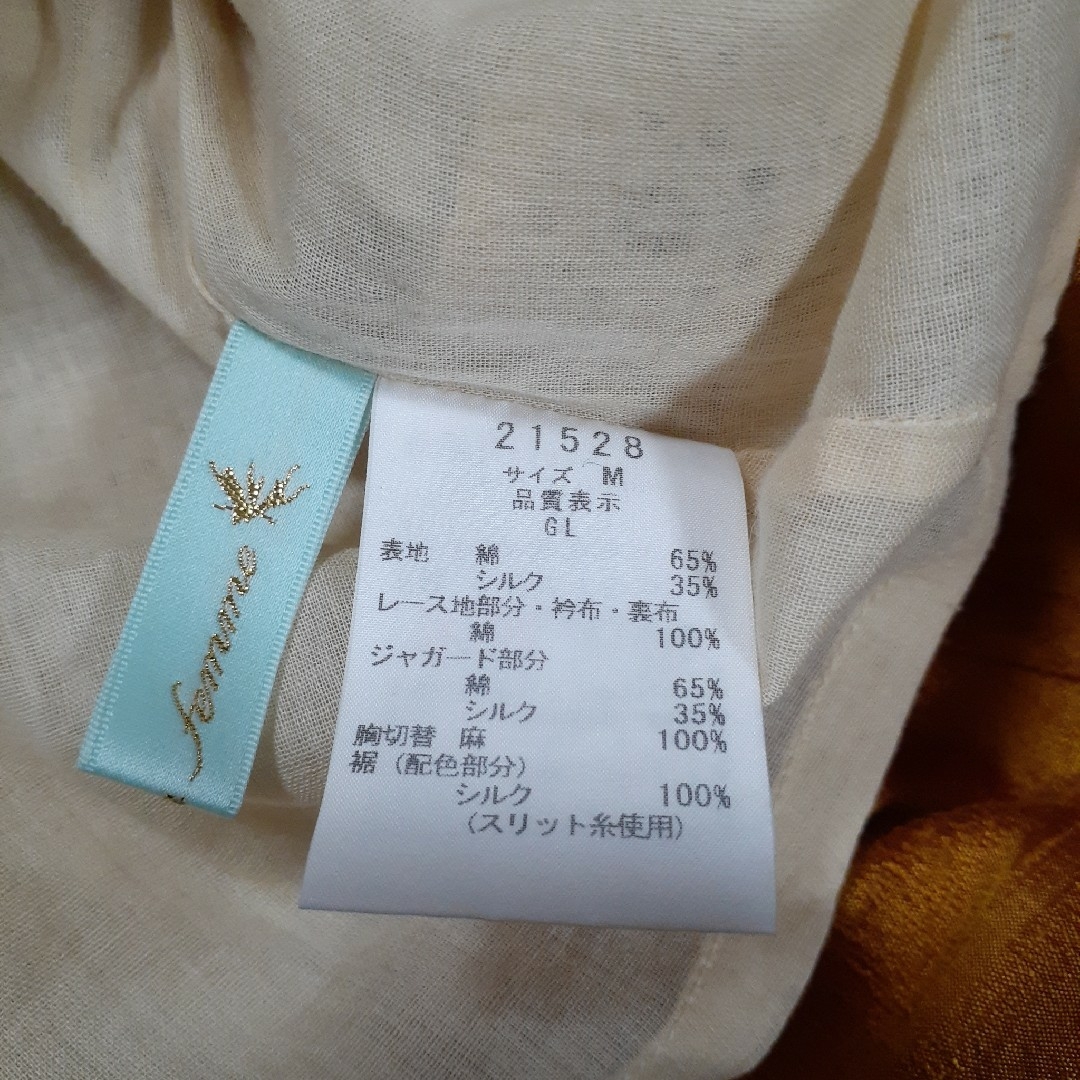 21528
サイズ M
品質表示
GL
表地 綿 65%
シルク 35%
レース地部分・衿布・裏布
綿 100%
ジャガード部分
綿 65%
シルク 35%
胸切替 麻 100%
裾(配色部分)
シルク 100%
(スリット糸使用)